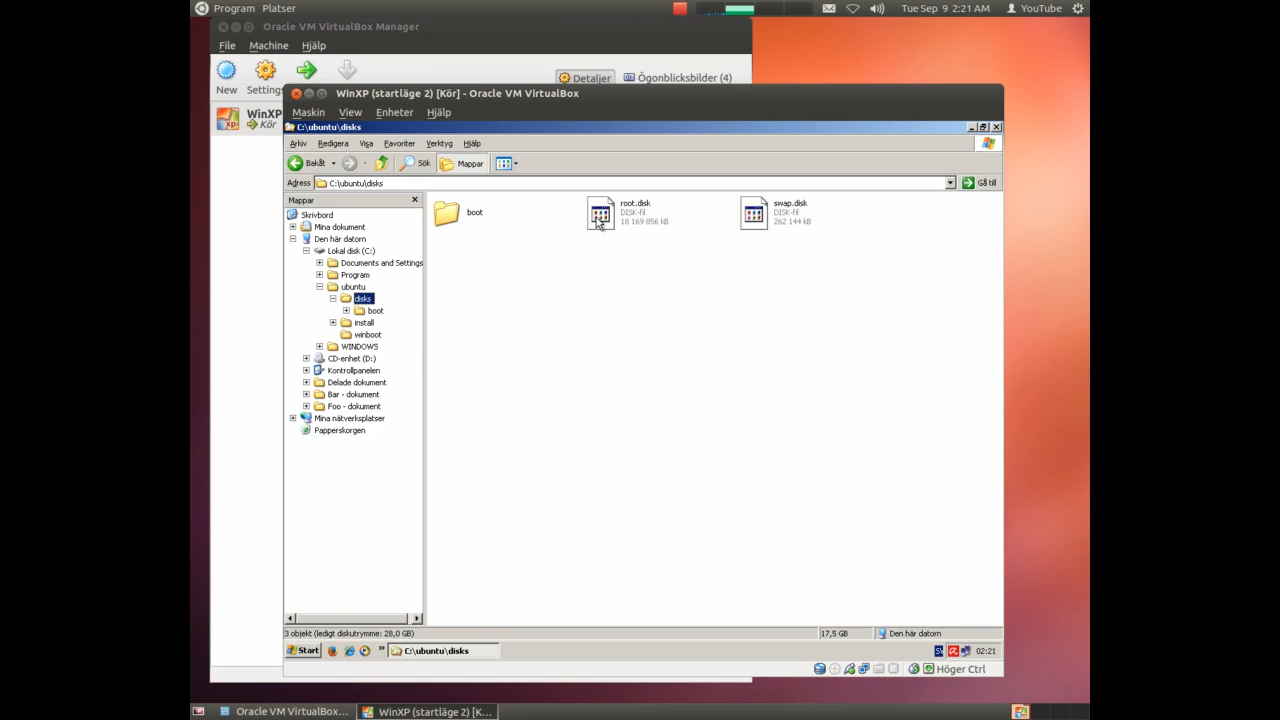 Program Platser
Tue Sep 9 2:21 AM YouTube
Oracle VM VirtualBox Manager
File Machine Hjälp
New Settings
Detaljer Ögonblicksbilder (4)
WinXP
Kör
WinXP (startläge 2) [Kör] - Oracle VM VirtualBox
Maskin View Enheter Hjälp
C:\ubuntu\disks
Arkiv Redigera Visa Favoriter Verktyg Hjälp
Bakåt Sök Mappar
Adress C:\ubuntu\disks Gå till
Mappar
Skrivbord
Mina dokument
Den här datorn
Lokal disk (C:)
Documents and Settings
Program
ubuntu
disks
boot
install
winboot
WINDOWS
CD-enhet (D:)
Kontrollpanelen
Delade dokument
Bar - dokument
Foo - dokument
Mina nätverksplatser
Papperskorgen
boot
root.disk
DISK-fil
18 169 856 kB
swap.disk
DISK-fil
262 144 kB
3 objekt (ledigt diskutrymme: 28,0 GB) 17,5 GB Den här datorn
Start » C:\ubuntu\disks 02:21
Höger Ctrl
Oracle VM VirtualBox... WinXP (startläge 2) [K...